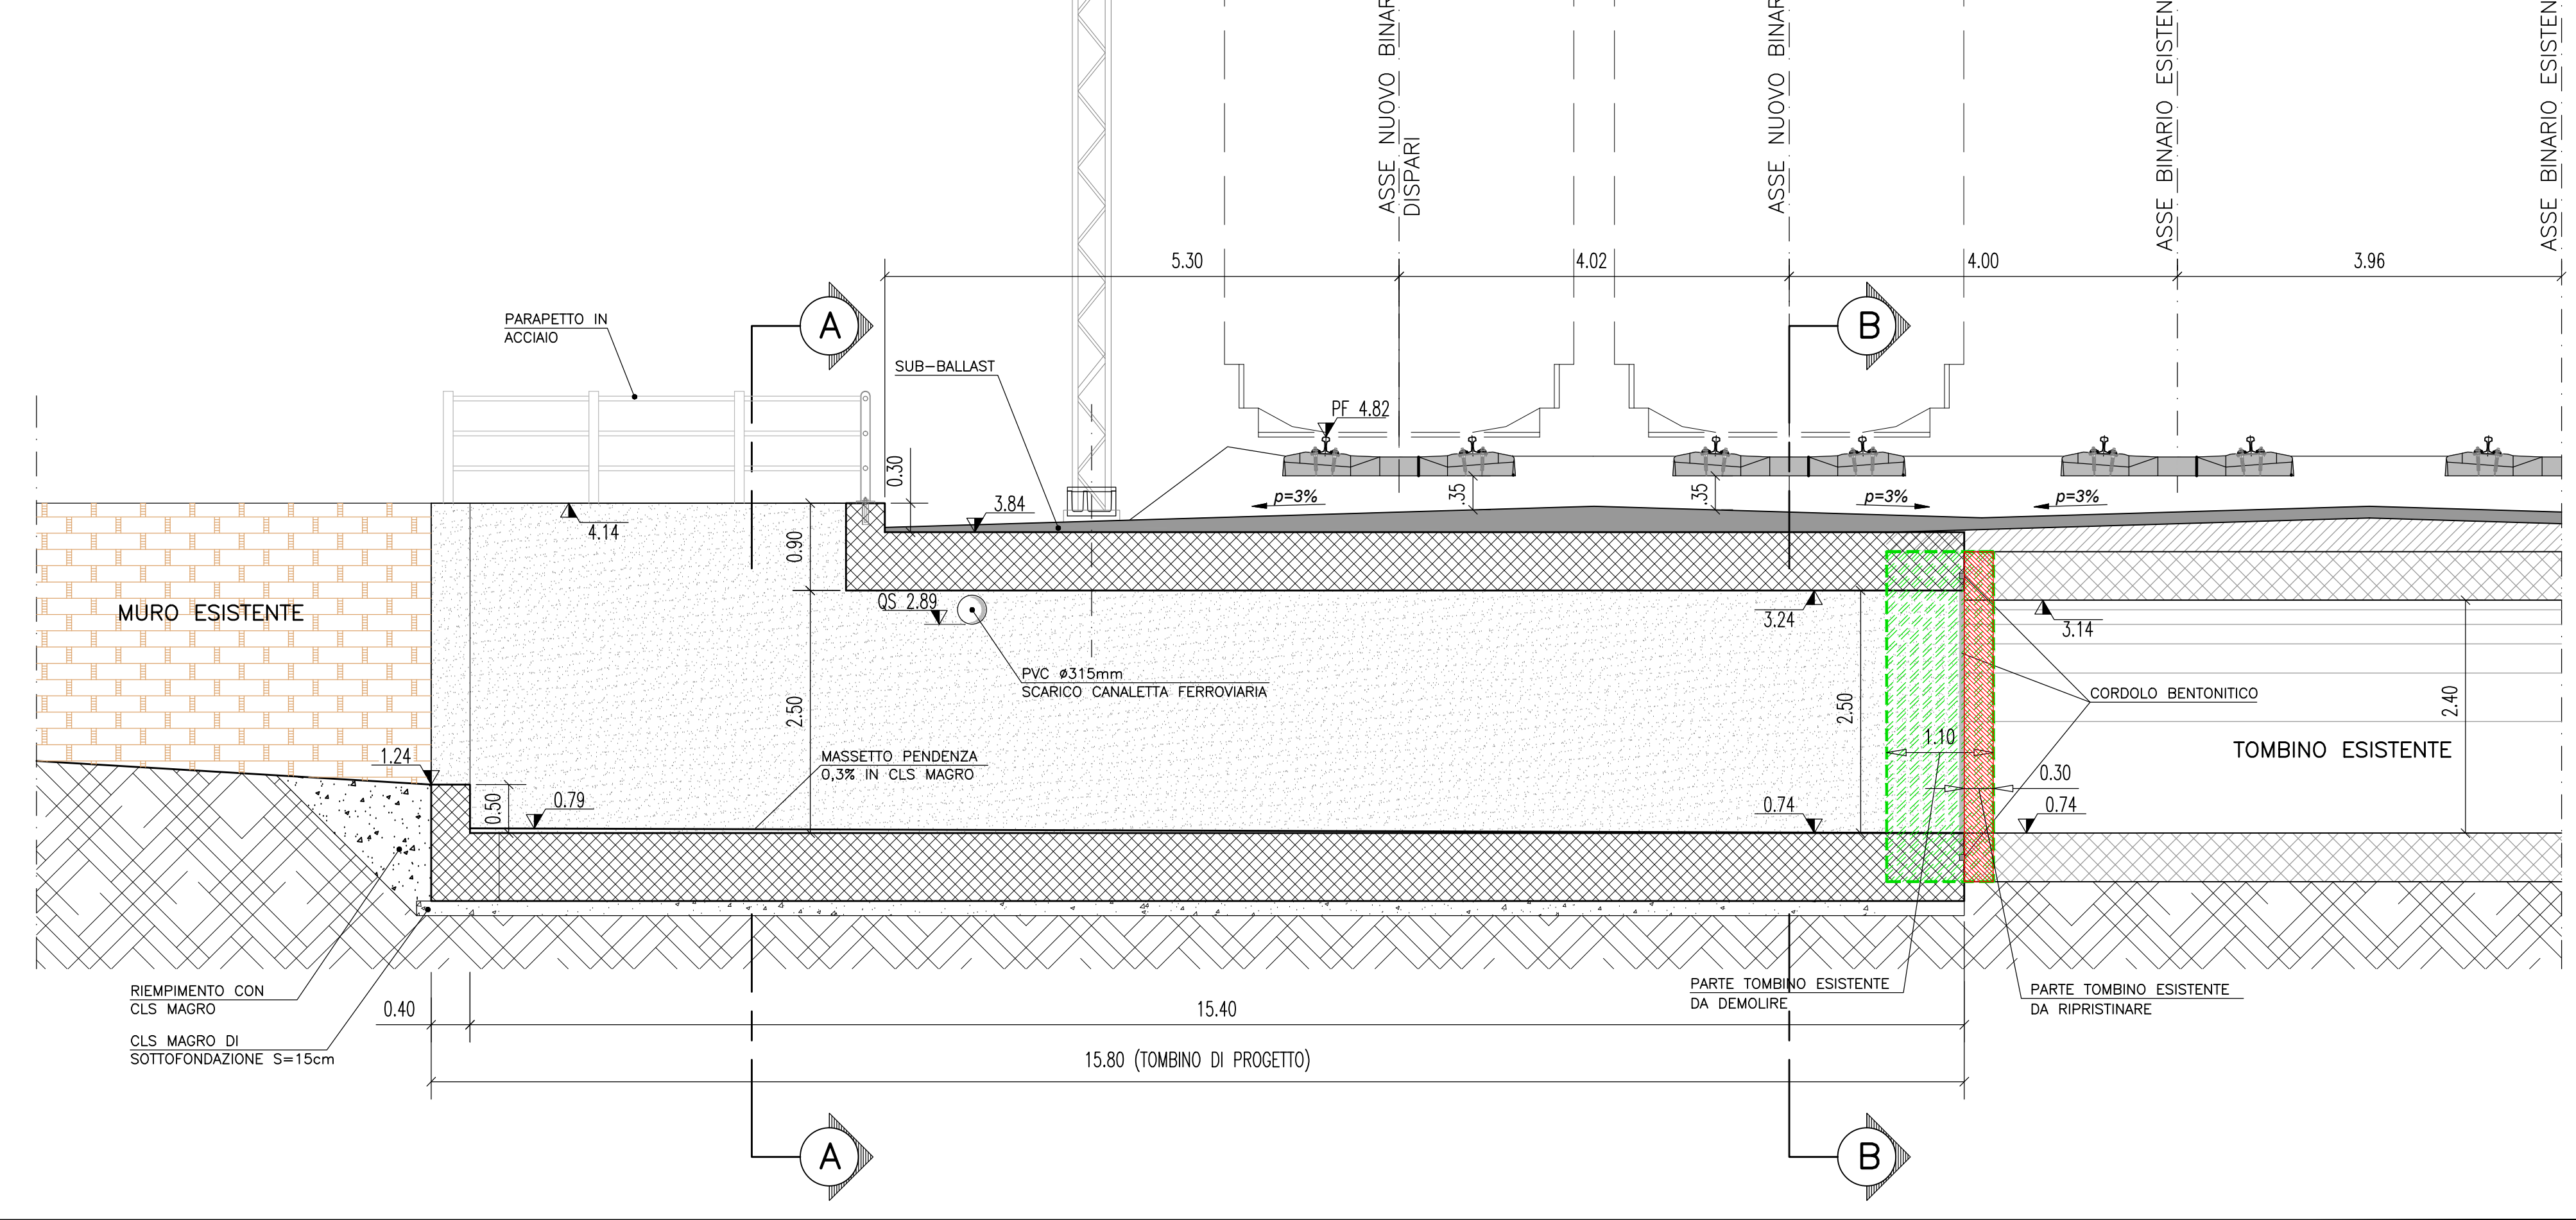 ASSE NUOVO BINAR
DISPARI
ASSE NUOVO BINAR
ASSE BINARIO ESISTEN
ASSE BINARIO ESISTEN
5.30
4.02
4.00
3.96
A
B
PARAPETTO IN
ACCIAIO
SUB-BALLAST
PF 4.82
0.30
.35
.35
p=3%
p=3%
p=3%
3.84
4.14
0.90
MURO ESISTENTE
QS 2.89
3.24
3.14
PVC ø315mm
SCARICO CANALETTA FERROVIARIA
CORDOLO BENTONITICO
2.50
2.50
2.40
1.10
TOMBINO ESISTENTE
1.24
MASSETTO PENDENZA
0,3% IN CLS MAGRO
0.30
0.50
0.79
0.74
0.74
RIEMPIMENTO CON
CLS MAGRO
PARTE TOMBINO ESISTENTE
DA DEMOLIRE
PARTE TOMBINO ESISTENTE
DA RIPRISTINARE
0.40
15.40
CLS MAGRO DI
SOTTOFONDAZIONE S=15cm
15.80 (TOMBINO DI PROGETTO)
A
B